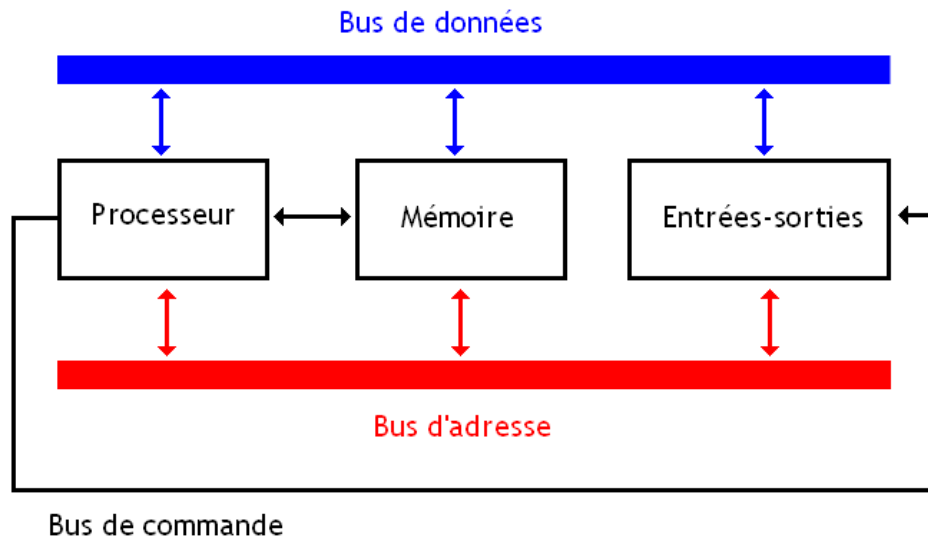 Bus de données
Processeur
Mémoire
Entrées-sorties
Bus d'adresse
Bus de commande